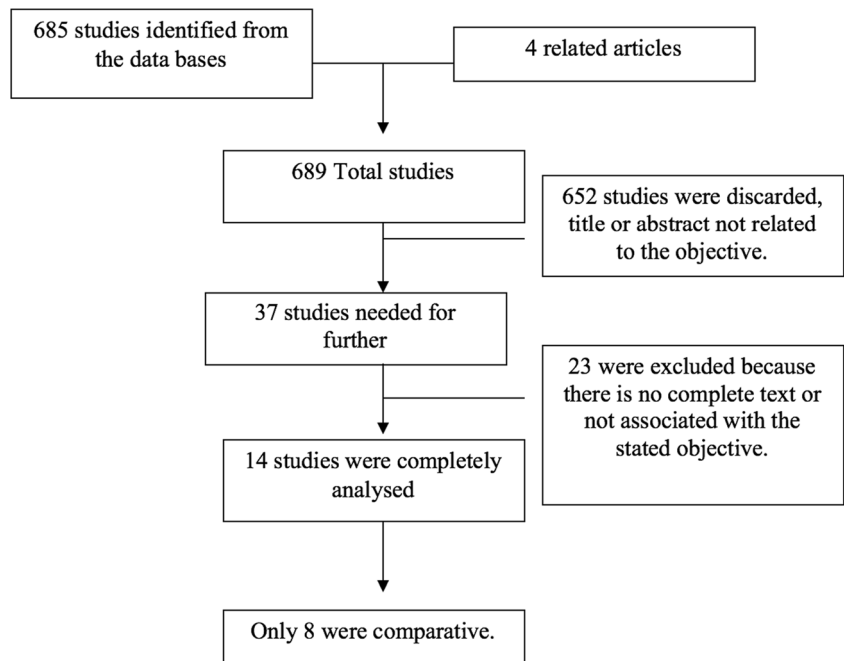 685 studies identified from
the data bases
4 related articles
689 Total studies
652 studies were discarded,
title or abstract not related
to the objective.
37 studies needed for
further
23 were excluded because
there is no complete text or
not associated with the
stated objective.
14 studies were completely
analysed
Only 8 were comparative.